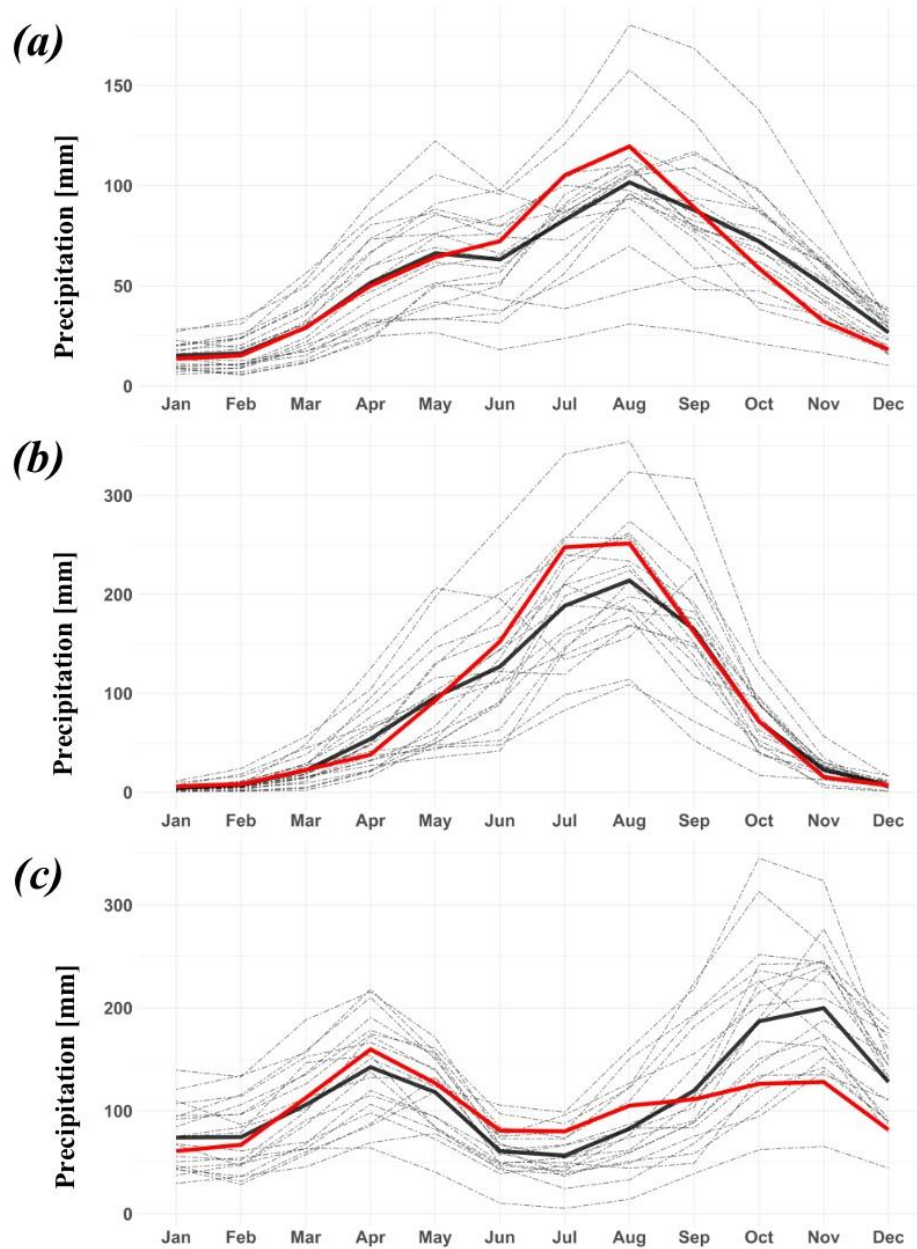 (a)
Precipitation [mm]
150
100
50
0
Jan Feb Mar Apr May Jun Jul Aug Sep Oct Nov Dec
(b)
Precipitation [mm]
300
200
100
0
Jan Feb Mar Apr May Jun Jul Aug Sep Oct Nov Dec
(c)
Precipitation [mm]
300
200
100
0
Jan Feb Mar Apr May Jun Jul Aug Sep Oct Nov Dec